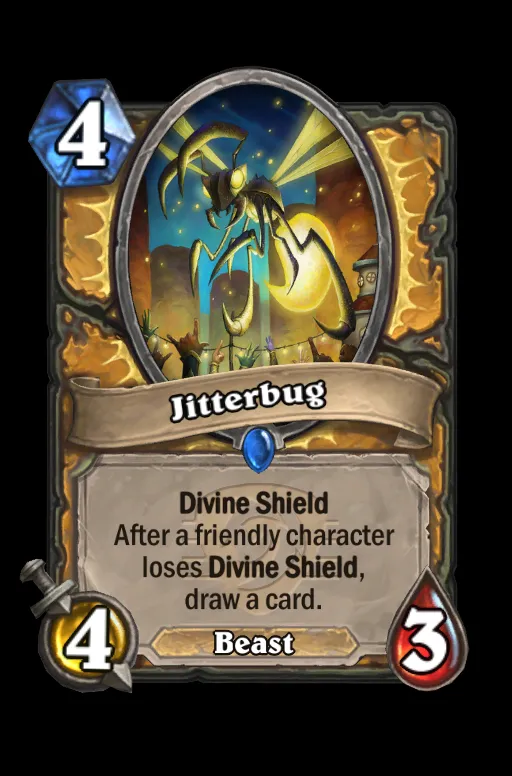 4
Jitterbug
Divine Shield
After a friendly character
loses Divine Shield,
draw a card.
4
Beast
3